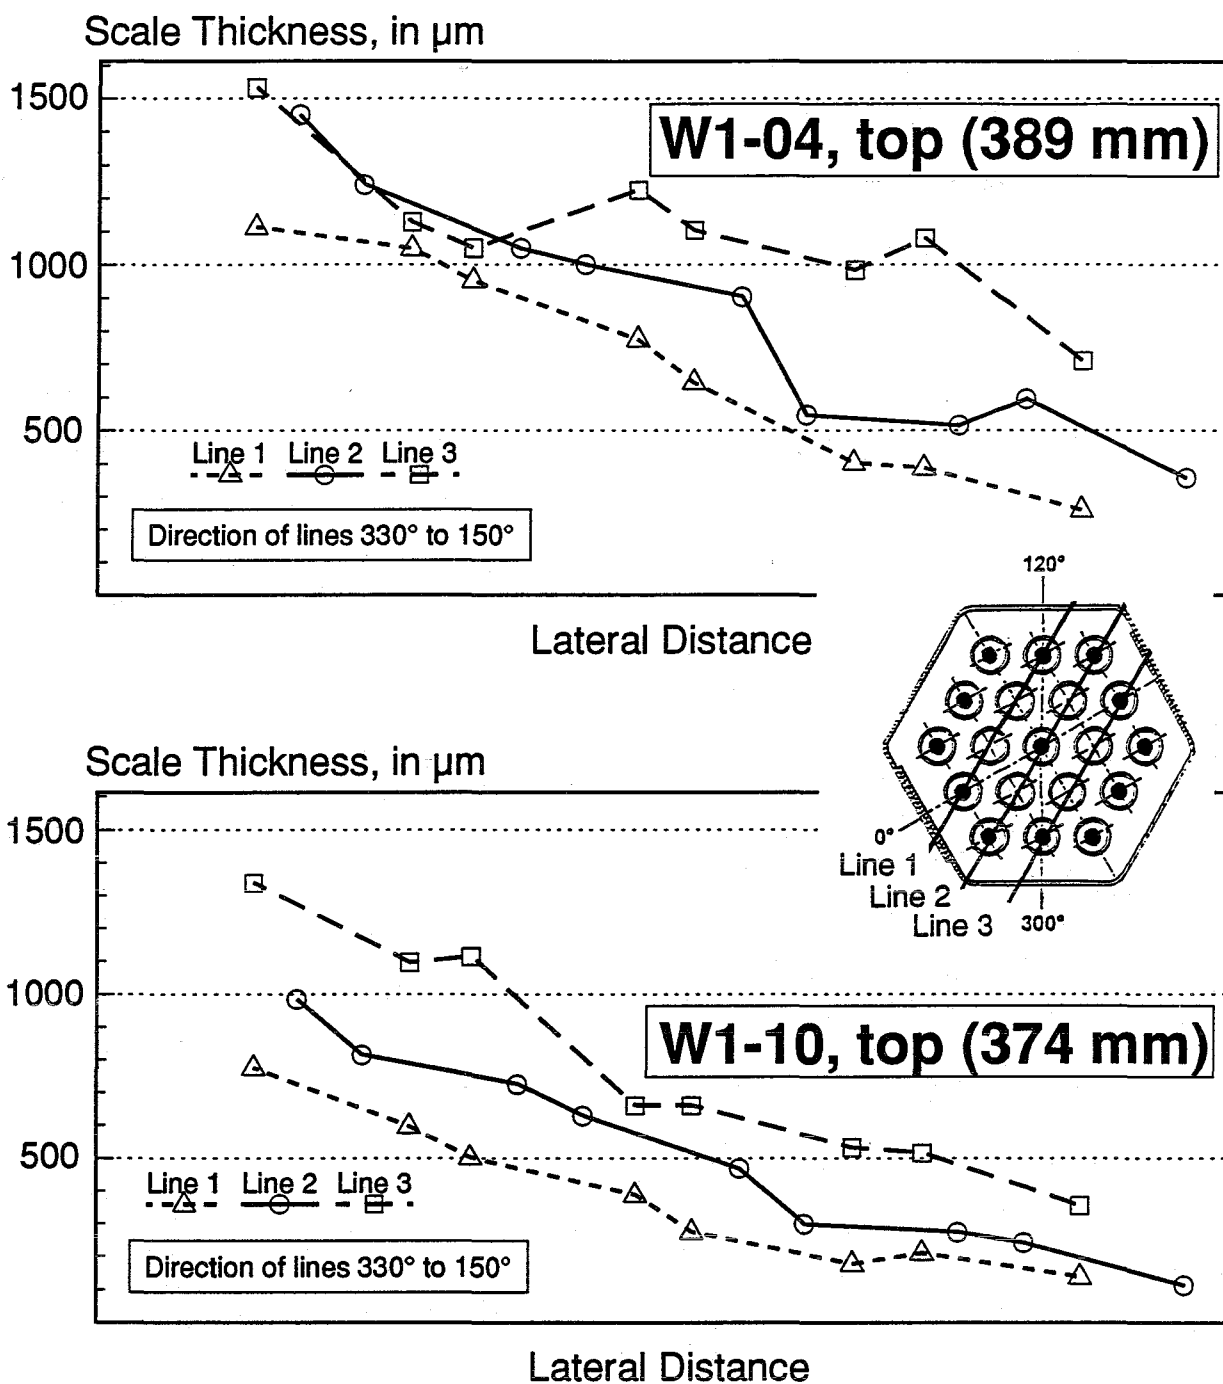 Scale Thickness, in µm
1500
W1-04, top (389 mm)
1000
500
Line 1 Line 2 Line 3
Direction of lines 330° to 150°
120°
Lateral Distance
Scale Thickness, in µm
1500
0°
Line 1
Line 2
Line 3 300°
1000
W1-10, top (374 mm)
500
Line 1 Line 2 Line 3
Direction of lines 330° to 150°
Lateral Distance